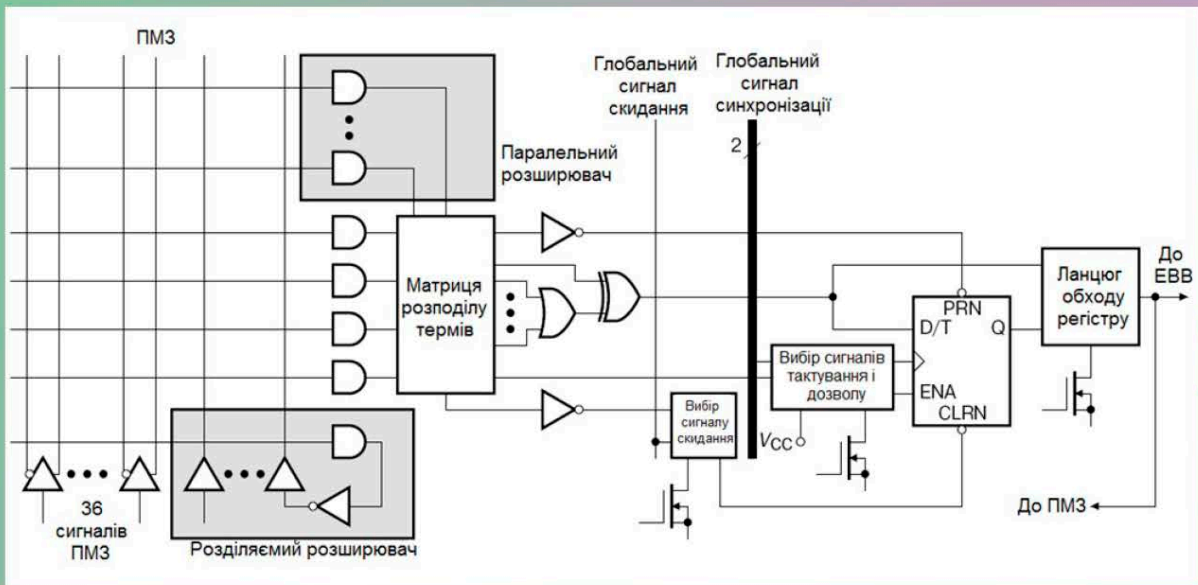 ПМЗ
Глобальний
сигнал
скидання
Глобальний
сигнал
синхронізації
2
Паралельний
розширювач
Матриця
розподілу
термів
До
ЕВВ
Ланцюг
обходу
регістру
PRN
D/T
Q
ENA
CLRN
Вибір сигналів
тактування і
дозволу
Вибір
сигналу
скидання
VCC
36
сигналів
ПМЗ
Розділяємий розширювач
До ПМЗ